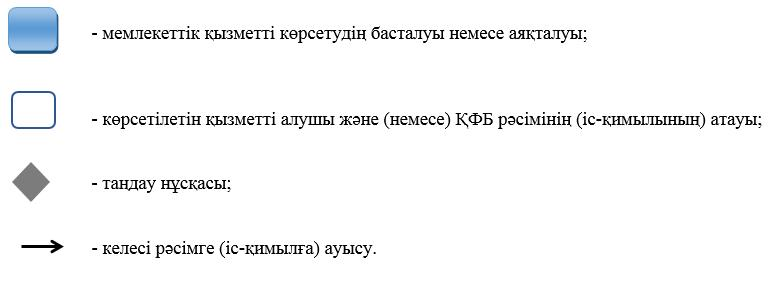 - мемлекеттік қызметті көрсетудің басталуы немесе аяқталуы;
- көрсетілетін қызметті алушы және (немесе) ҚФБ рәсімінің (іс-қимылының) атауы;
- таңдау нұсқасы;
- келесі рәсімге (іс-қимылға) ауысу.